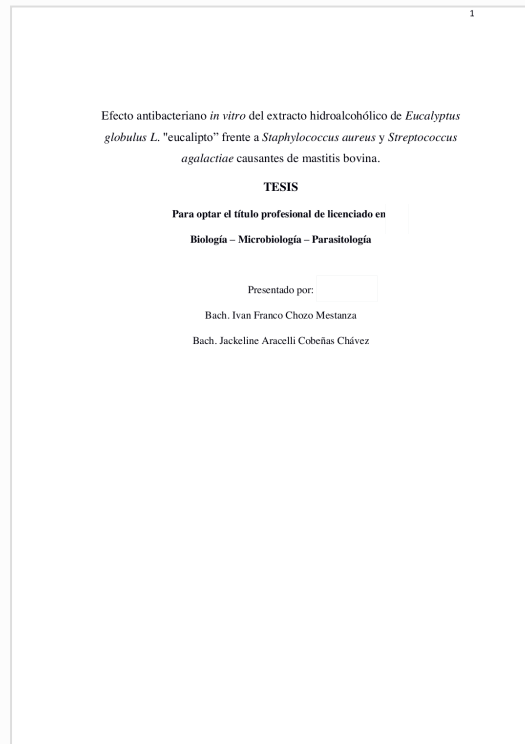 1
Efecto antibacteriano in vitro del extracto hidroalcohólico de Eucalyptus
globulus L. "eucalipto” frente a Staphylococcus aureus y Streptococcus
agalactiae causantes de mastitis bovina.
TESIS
Para optar el título profesional de licenciado en
Biología – Microbiología – Parasitología
Presentado por:
Bach. Ivan Franco Chozo Mestanza
Bach. Jackeline Aracelli Cobeñas Chávez